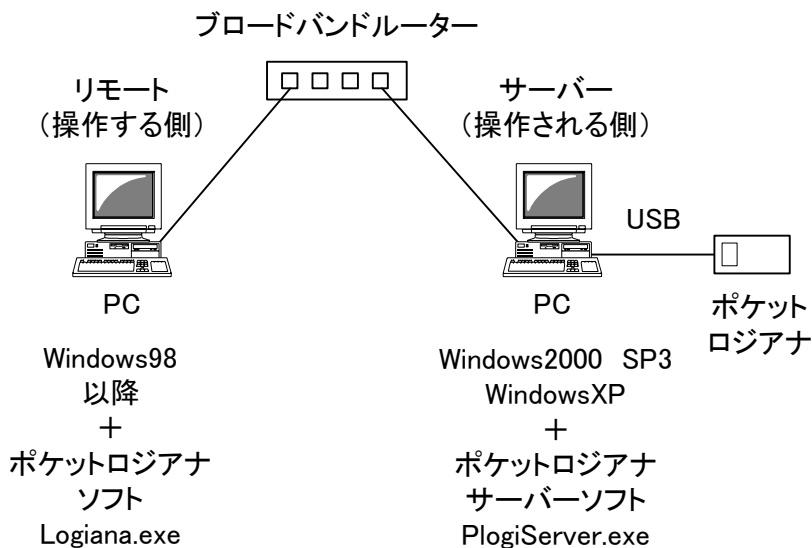 ブロードバンドルーター
リモート
（操作する側）
サーバー
（操作される側）
USB
PC
PC
ポケット
ロジアナ
Windows98
以降
＋
ポケットロジアナ
ソフト
Logiana.exe
Windows2000 SP3
WindowsXP
＋
ポケットロジアナ
サーバーソフト
PlogiServer.exe